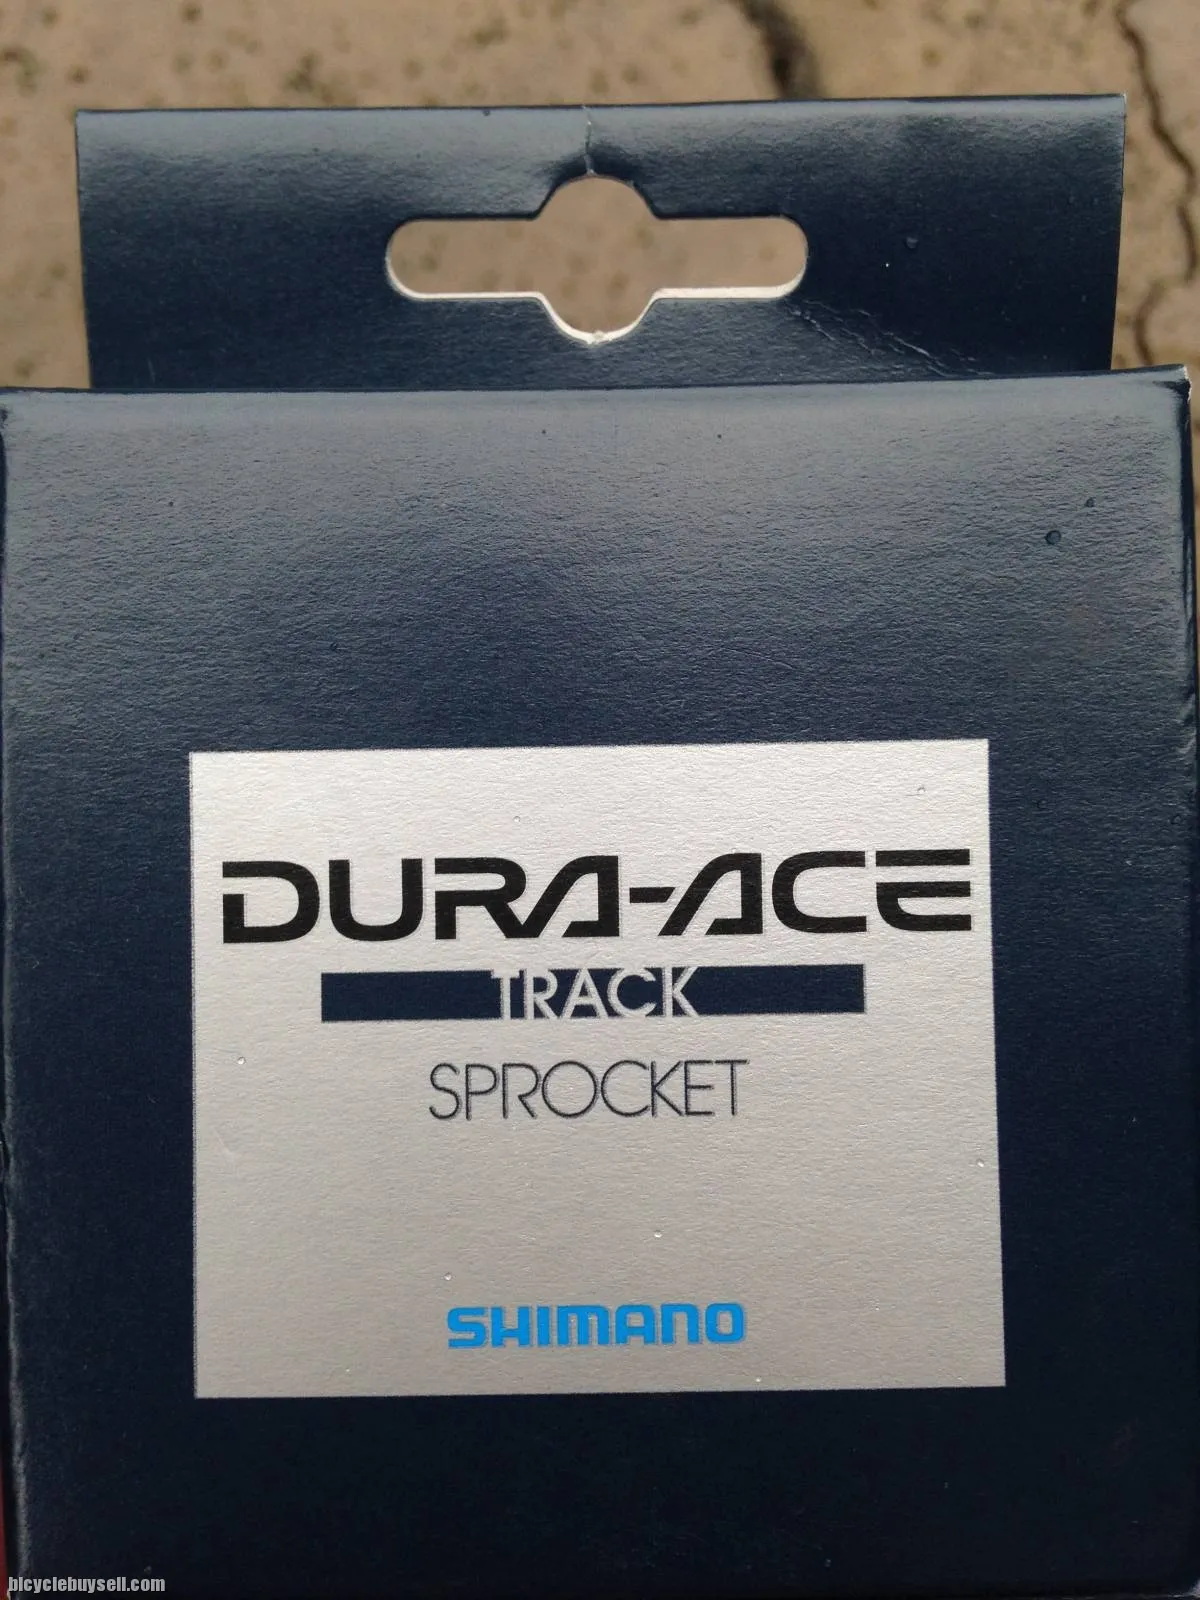 DURA-ACE
TRACK
SPROCKET
SHIMANO
bicyclebuysell.com